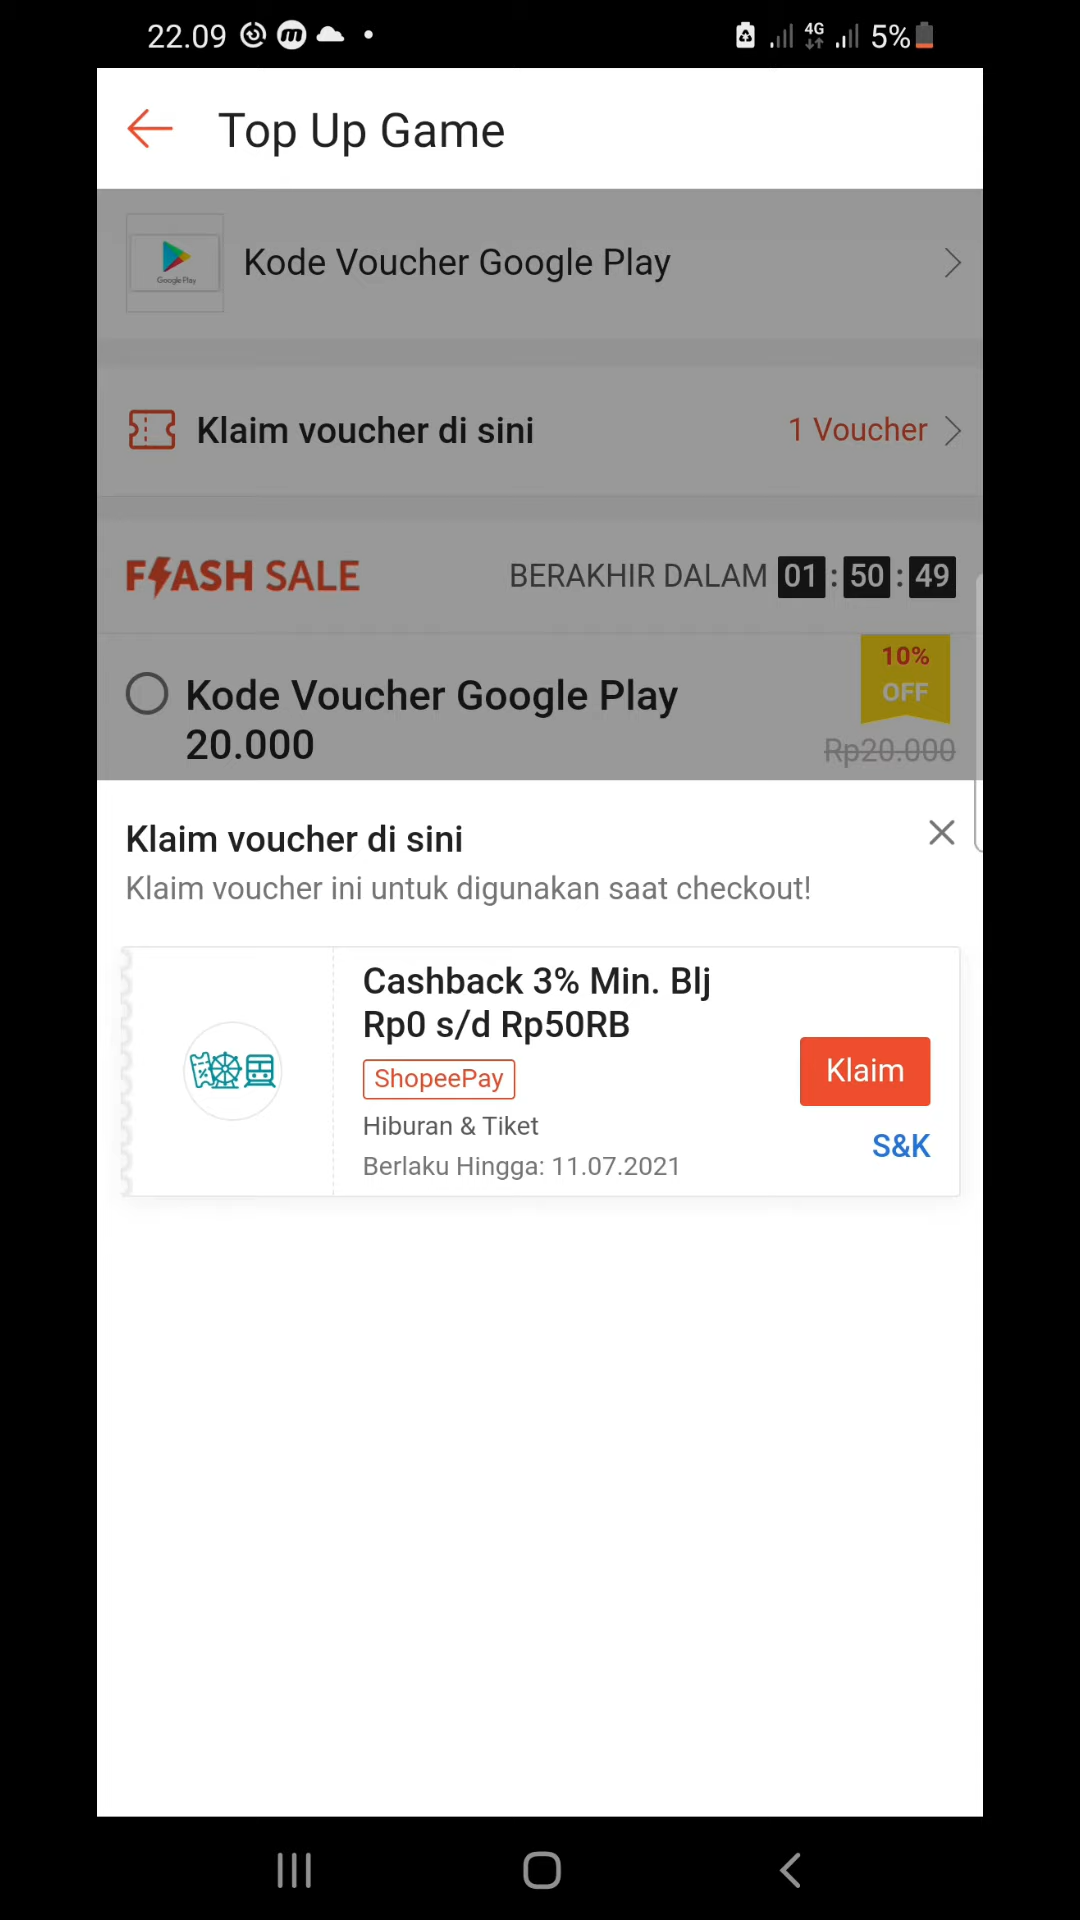 22.09
4G
5%
Top Up Game
Google Play
Kode Voucher Google Play
Klaim voucher di sini
1 Voucher
FLASH SALE
BERAKHIR DALAM 01 : 50 : 49
10%
OFF
Kode Voucher Google Play
20.000
Rp20.000
Klaim voucher di sini
Klaim voucher ini untuk digunakan saat checkout!
Cashback 3% Min. Blj
Rp0 s/d Rp50RB
ShopeePay
Klaim
Hiburan & Tiket
S&K
Berlaku Hingga: 11.07.2021